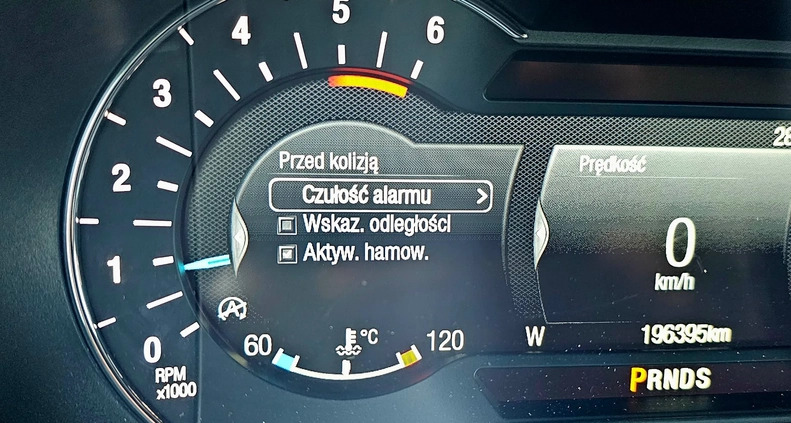 5
4
6
3
2
1
0
RPM
x1000
Przed kolizją
Czułość alarmu >
Wskaz. odległości
Aktyw. hamow.
60
°C
120
28
Prędkość
0
km/h
W
196395km
PRNDS